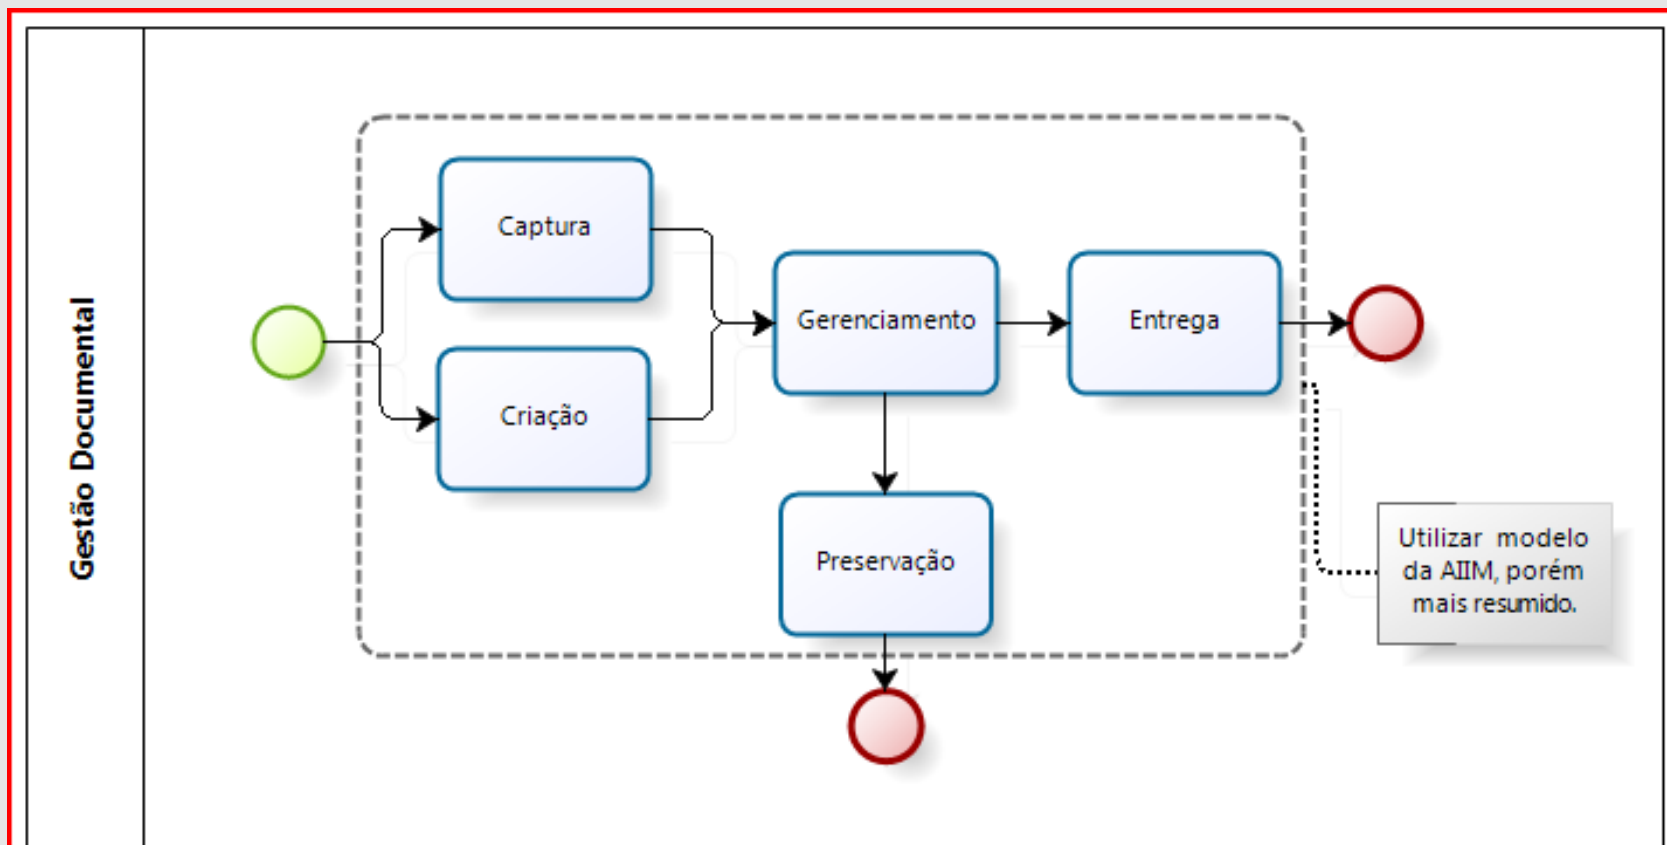 Gestão Documental
Captura
Criação
Gerenciamento
Entrega
Preservação
Utilizar modelo
da AIIM, porém
mais resumido.